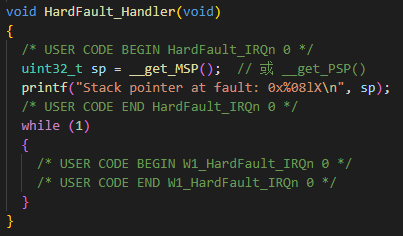 void HardFault_Handler(void)
{
  /* USER CODE BEGIN HardFault_IRQn 0 */
  uint32_t sp = __get_MSP();  // 或 __get_PSP()
  printf("Stack pointer at fault: 0x%08lX\n", sp);
  /* USER CODE END HardFault_IRQn 0 */
  while (1)
  {
    /* USER CODE BEGIN W1_HardFault_IRQn 0 */
    /* USER CODE END W1_HardFault_IRQn 0 */
  }
}